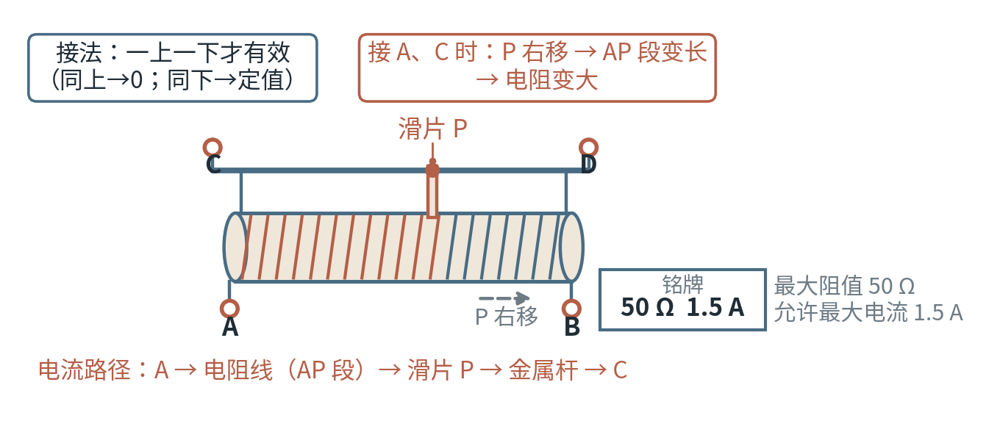 接法：一上一下才有效
（同上→0；同下→定值）
接 A、C 时：P 右移 → AP 段变长
→ 电阻变大
滑片 P
C
D
A
P 右移
B
铭牌
50 Ω  1.5 A
最大阻值 50 Ω
允许最大电流 1.5 A
电流路径：A → 电阻线（AP 段）→ 滑片 P → 金属杆 → C